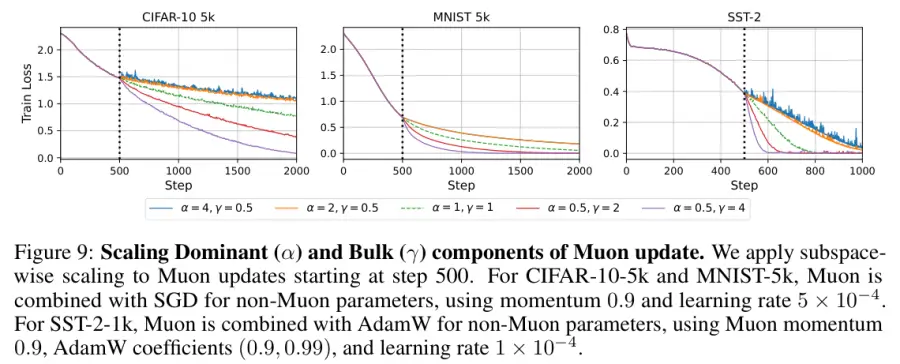 CIFAR-10 5k
MNIST 5k
SST-2
Train Loss
2.0
1.5
1.0
0.5
0.0
0
500
1000
1500
2000
Step
2.0
1.5
1.0
0.5
0.0
0
500
1000
1500
2000
Step
0.8
0.6
0.4
0.2
0.0
0
200
400
600
800
1000
Step
α = 4, γ = 0.5
α = 2, γ = 0.5
α = 1, γ = 1
α = 0.5, γ = 2
α = 0.5, γ = 4
Figure 9: Scaling Dominant (α) and Bulk (γ) components of Muon update. We apply subspace-
wise scaling to Muon updates starting at step 500. For CIFAR-10-5k and MNIST-5k, Muon is
combined with SGD for non-Muon parameters, using momentum 0.9 and learning rate 5 × 10⁻⁴.
For SST-2-1k, Muon is combined with AdamW for non-Muon parameters, using Muon momentum
0.9, AdamW coefficients (0.9, 0.99), and learning rate 1 × 10⁻⁴.